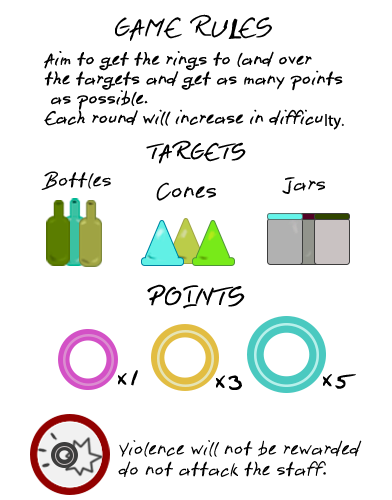 GAME RULES
Aim to get the rings to land over
the targets and get as many points
as possible.
Each round will increase in difficulty.
TARGETS
Bottles
Cones
Jars
POINTS
x1
x3
x5
Violence will not be rewarded
do not attack the staff.